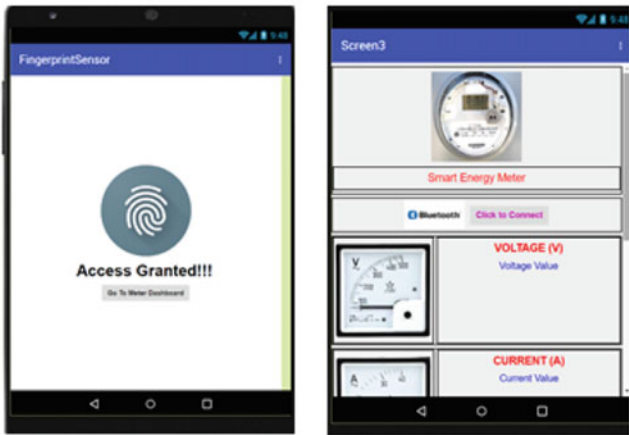 9:48
FingerprintSensor
Access Granted!!!
Go To Meter Dashboard
9:48
Screen3
Smart Energy Meter
Bluetooth
Click to Connect
V
VOLTAGE (V)
Voltage Value
A
CURRENT (A)
Current Value